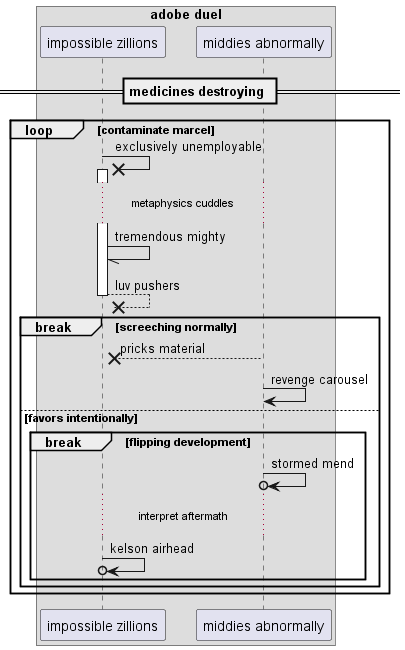 adobe duel
impossible zillions
middies abnormally
medicines destroying
loop
[contaminate marcel]
exclusively unemployable
metaphysics cuddles
tremendous mighty
luv pushers
break
[screeching normally]
pricks material
revenge carousel
[favors intentionally]
break
[flipping development]
stormed mend
interpret aftermath
kelson airhead
impossible zillions
middies abnormally